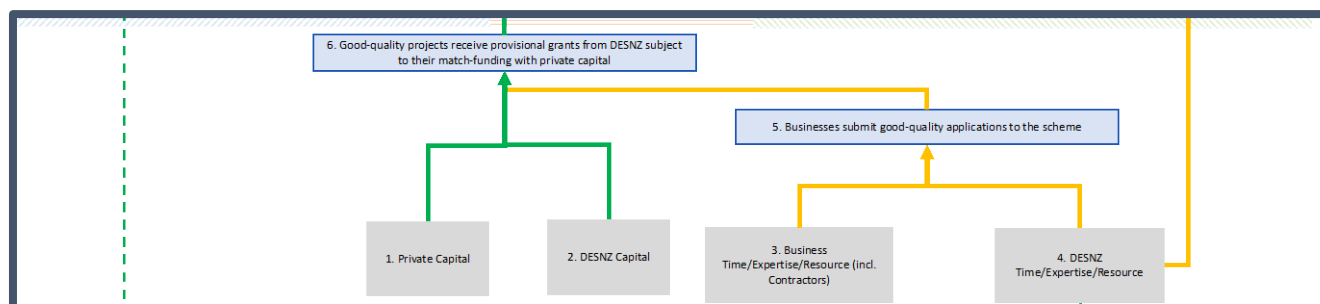 6. Good-quality projects receive provisional grants from DESNZ subject
to their match-funding with private capital
5. Businesses submit good-quality applications to the scheme
1. Private Capital
2. DESNZ Capital
3. Business
Time/Expertise/Resource (incl.
Contractors)
4. DESNZ
Time/Expertise/Resource